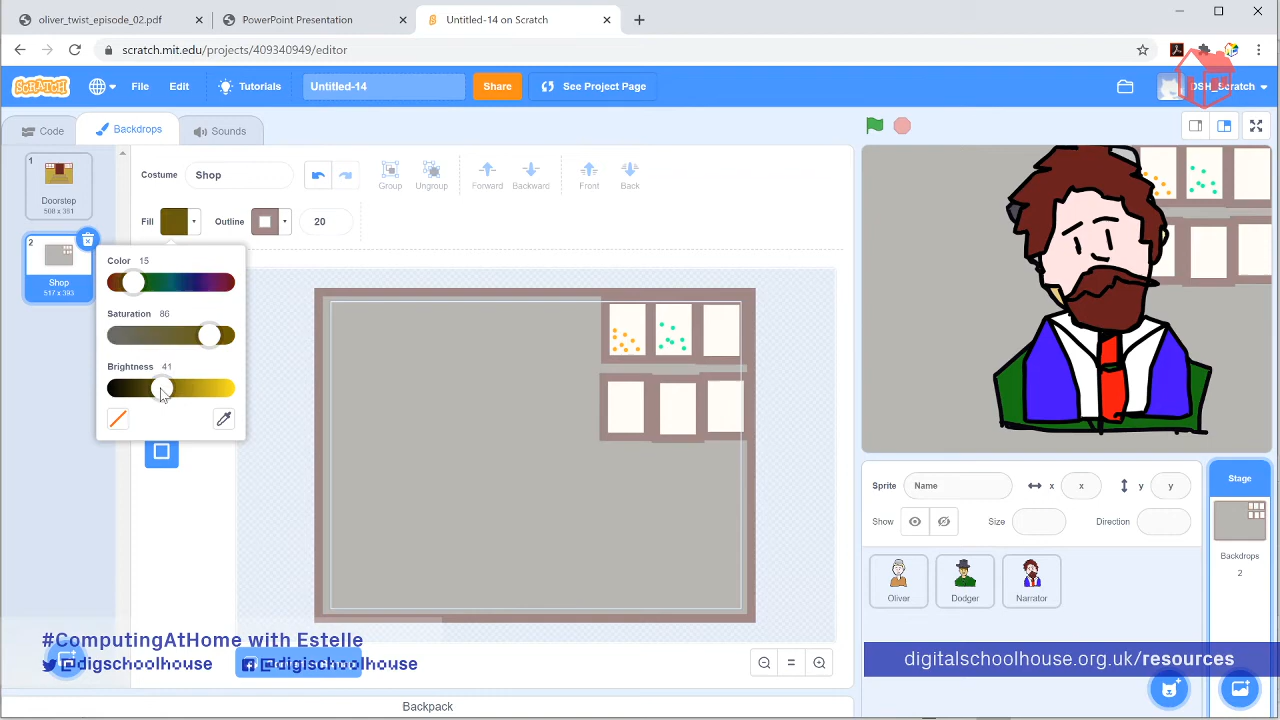 oliver_twist_episode_02.pdf
PowerPoint Presentation
Untitled-14 on Scratch
scratch.mit.edu/projects/409340949/editor
SCRATCH File Edit Tutorials Untitled-14 Share See Project Page DSH_Scratch
Code Backdrops Sounds
1
Doorstep
508 x 361
2
Shop
517 x 393
Costume Shop Group Ungroup Forward Backward Front Back
Fill Outline 20
Color 15
Saturation 86
Brightness 41
Sprite Name x x y y
Show Size Direction
Oliver Dodger Narrator
Stage
Backdrops
2
#ComputingAtHome with Estelle
@digschoolhouse @digischoolhouse
digitalschoolhouse.org.uk/resources
Backpack